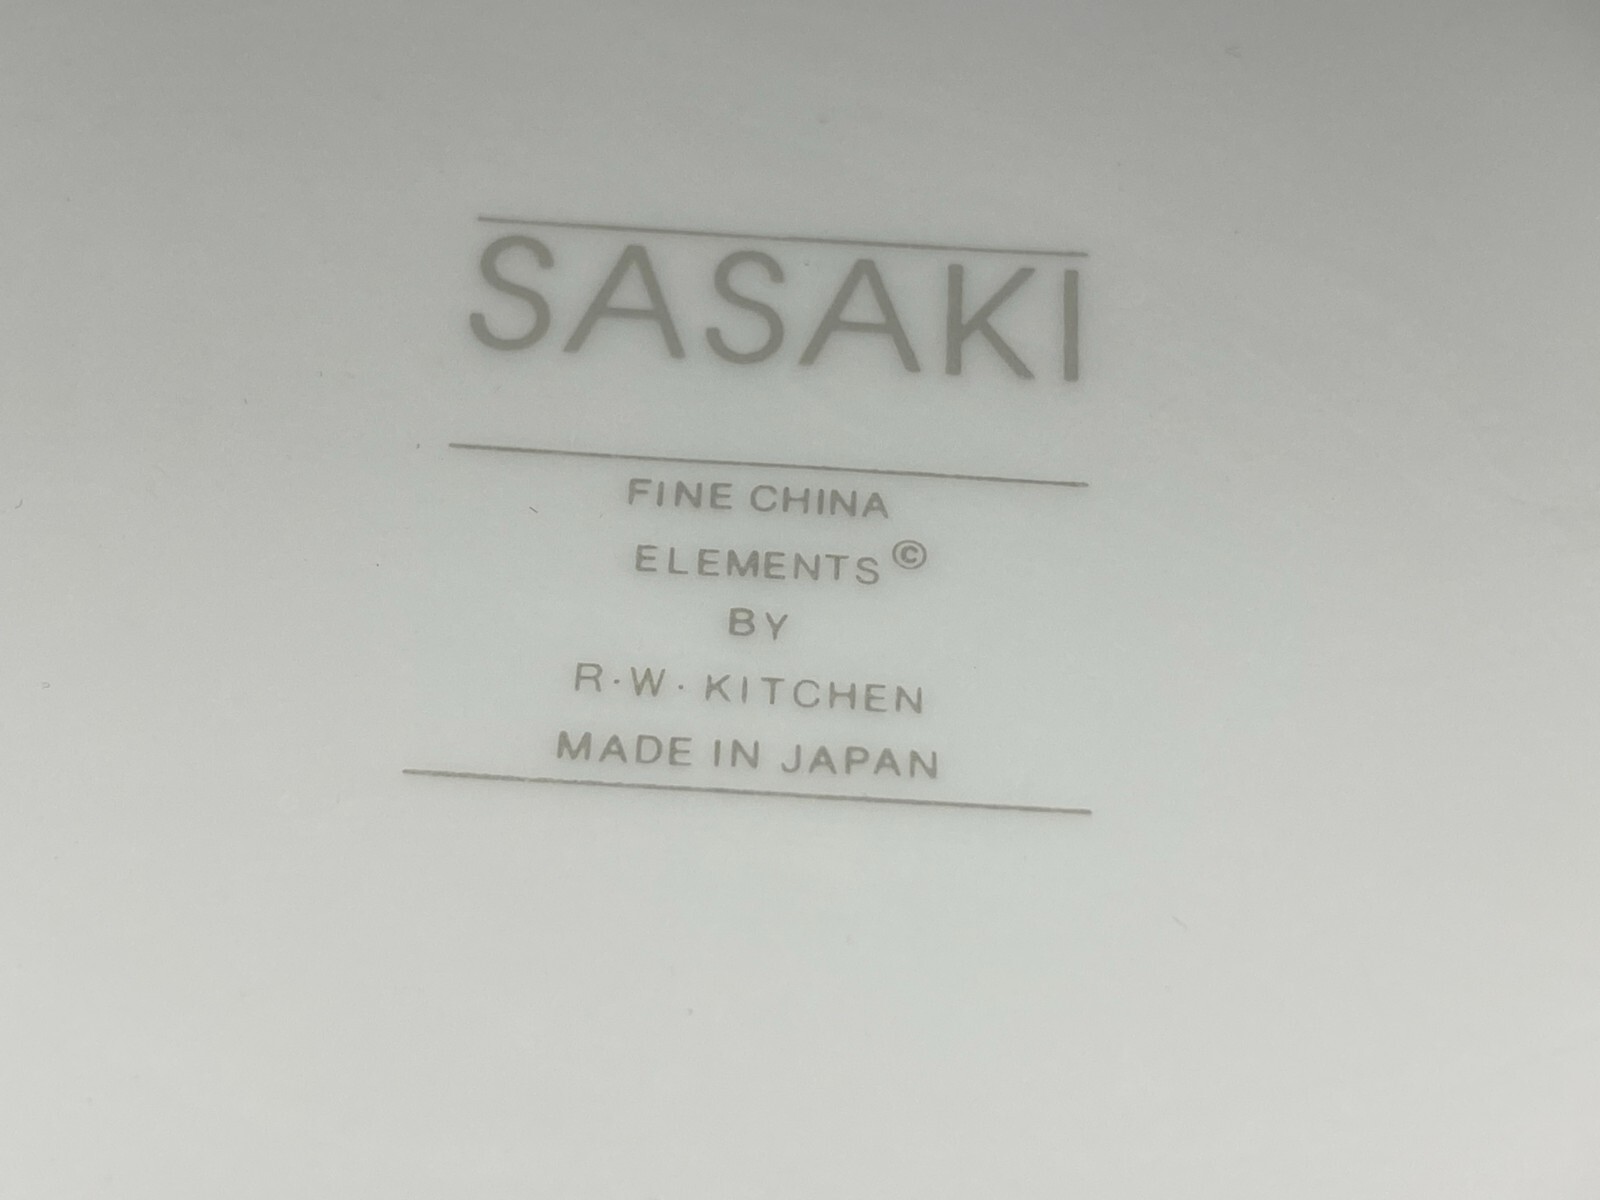 SASAKI
FINE CHINA
ELEMENTS ©
BY
R·W· KITCHEN
MADE IN JAPAN